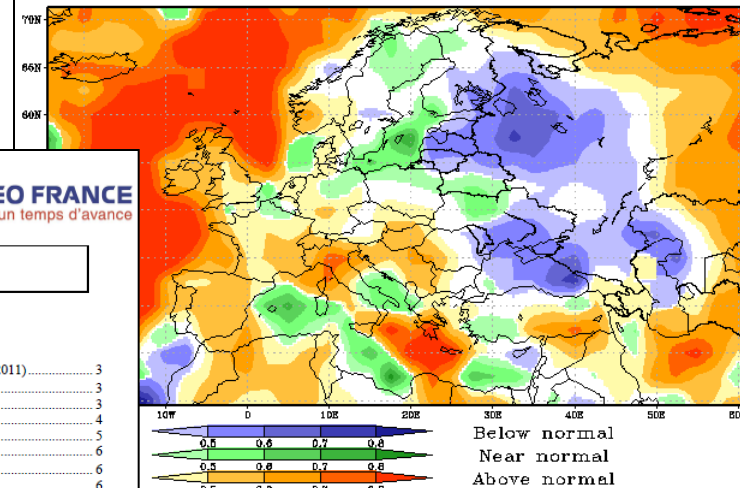 70N
65N
60N
EO FRANCE
un temps d'avance
2011) 3
3
3
4
5
6
6
6
10W 0 10E 20E 30E 40E 50E 60
0.5 0.6 0.7 0.8
Below normal
0.5 0.6 0.7 0.8
Near normal
Above normal